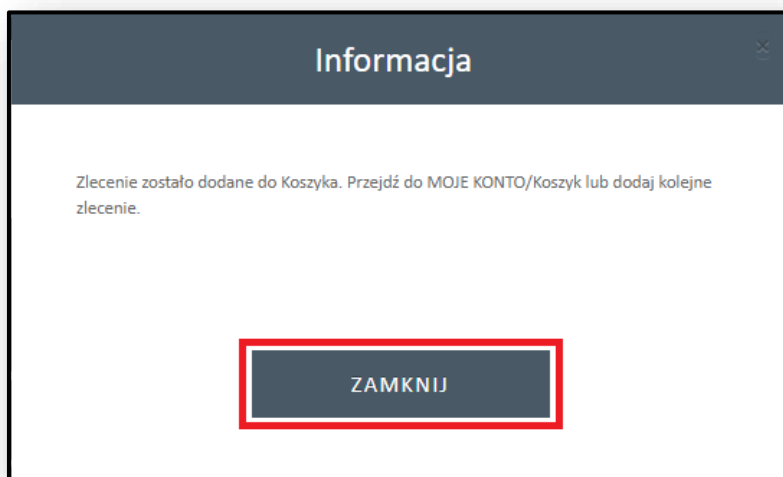 Informacja
Zlecenie zostało dodane do Koszyka. Przejdź do MOJE KONTO/Koszyk lub dodaj kolejne
zlecenie.
ZAMKNIJ